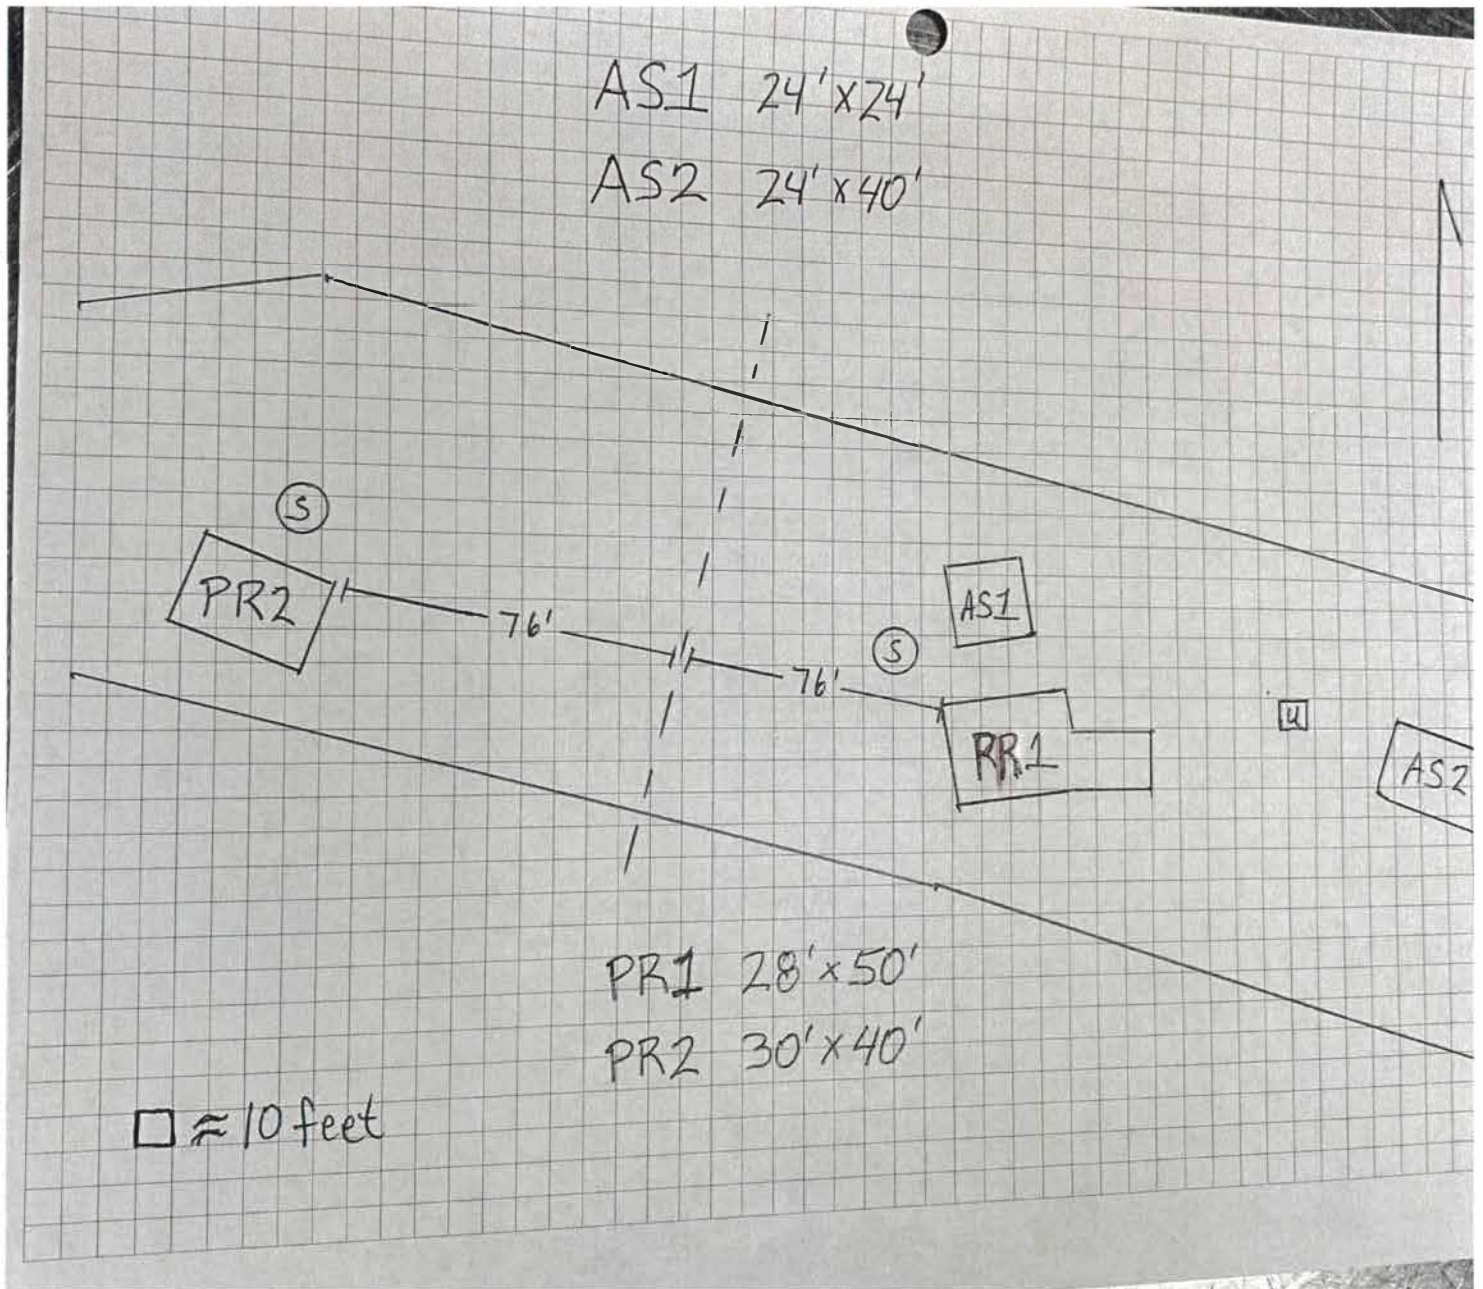 AS1 24'x24'
AS2 24'x40'
N
S
PR2
76'
AS1
S
76'
RR1
U
AS2
PR1 28'x50'
PR2 30'x40'
□ ≈ 10 feet